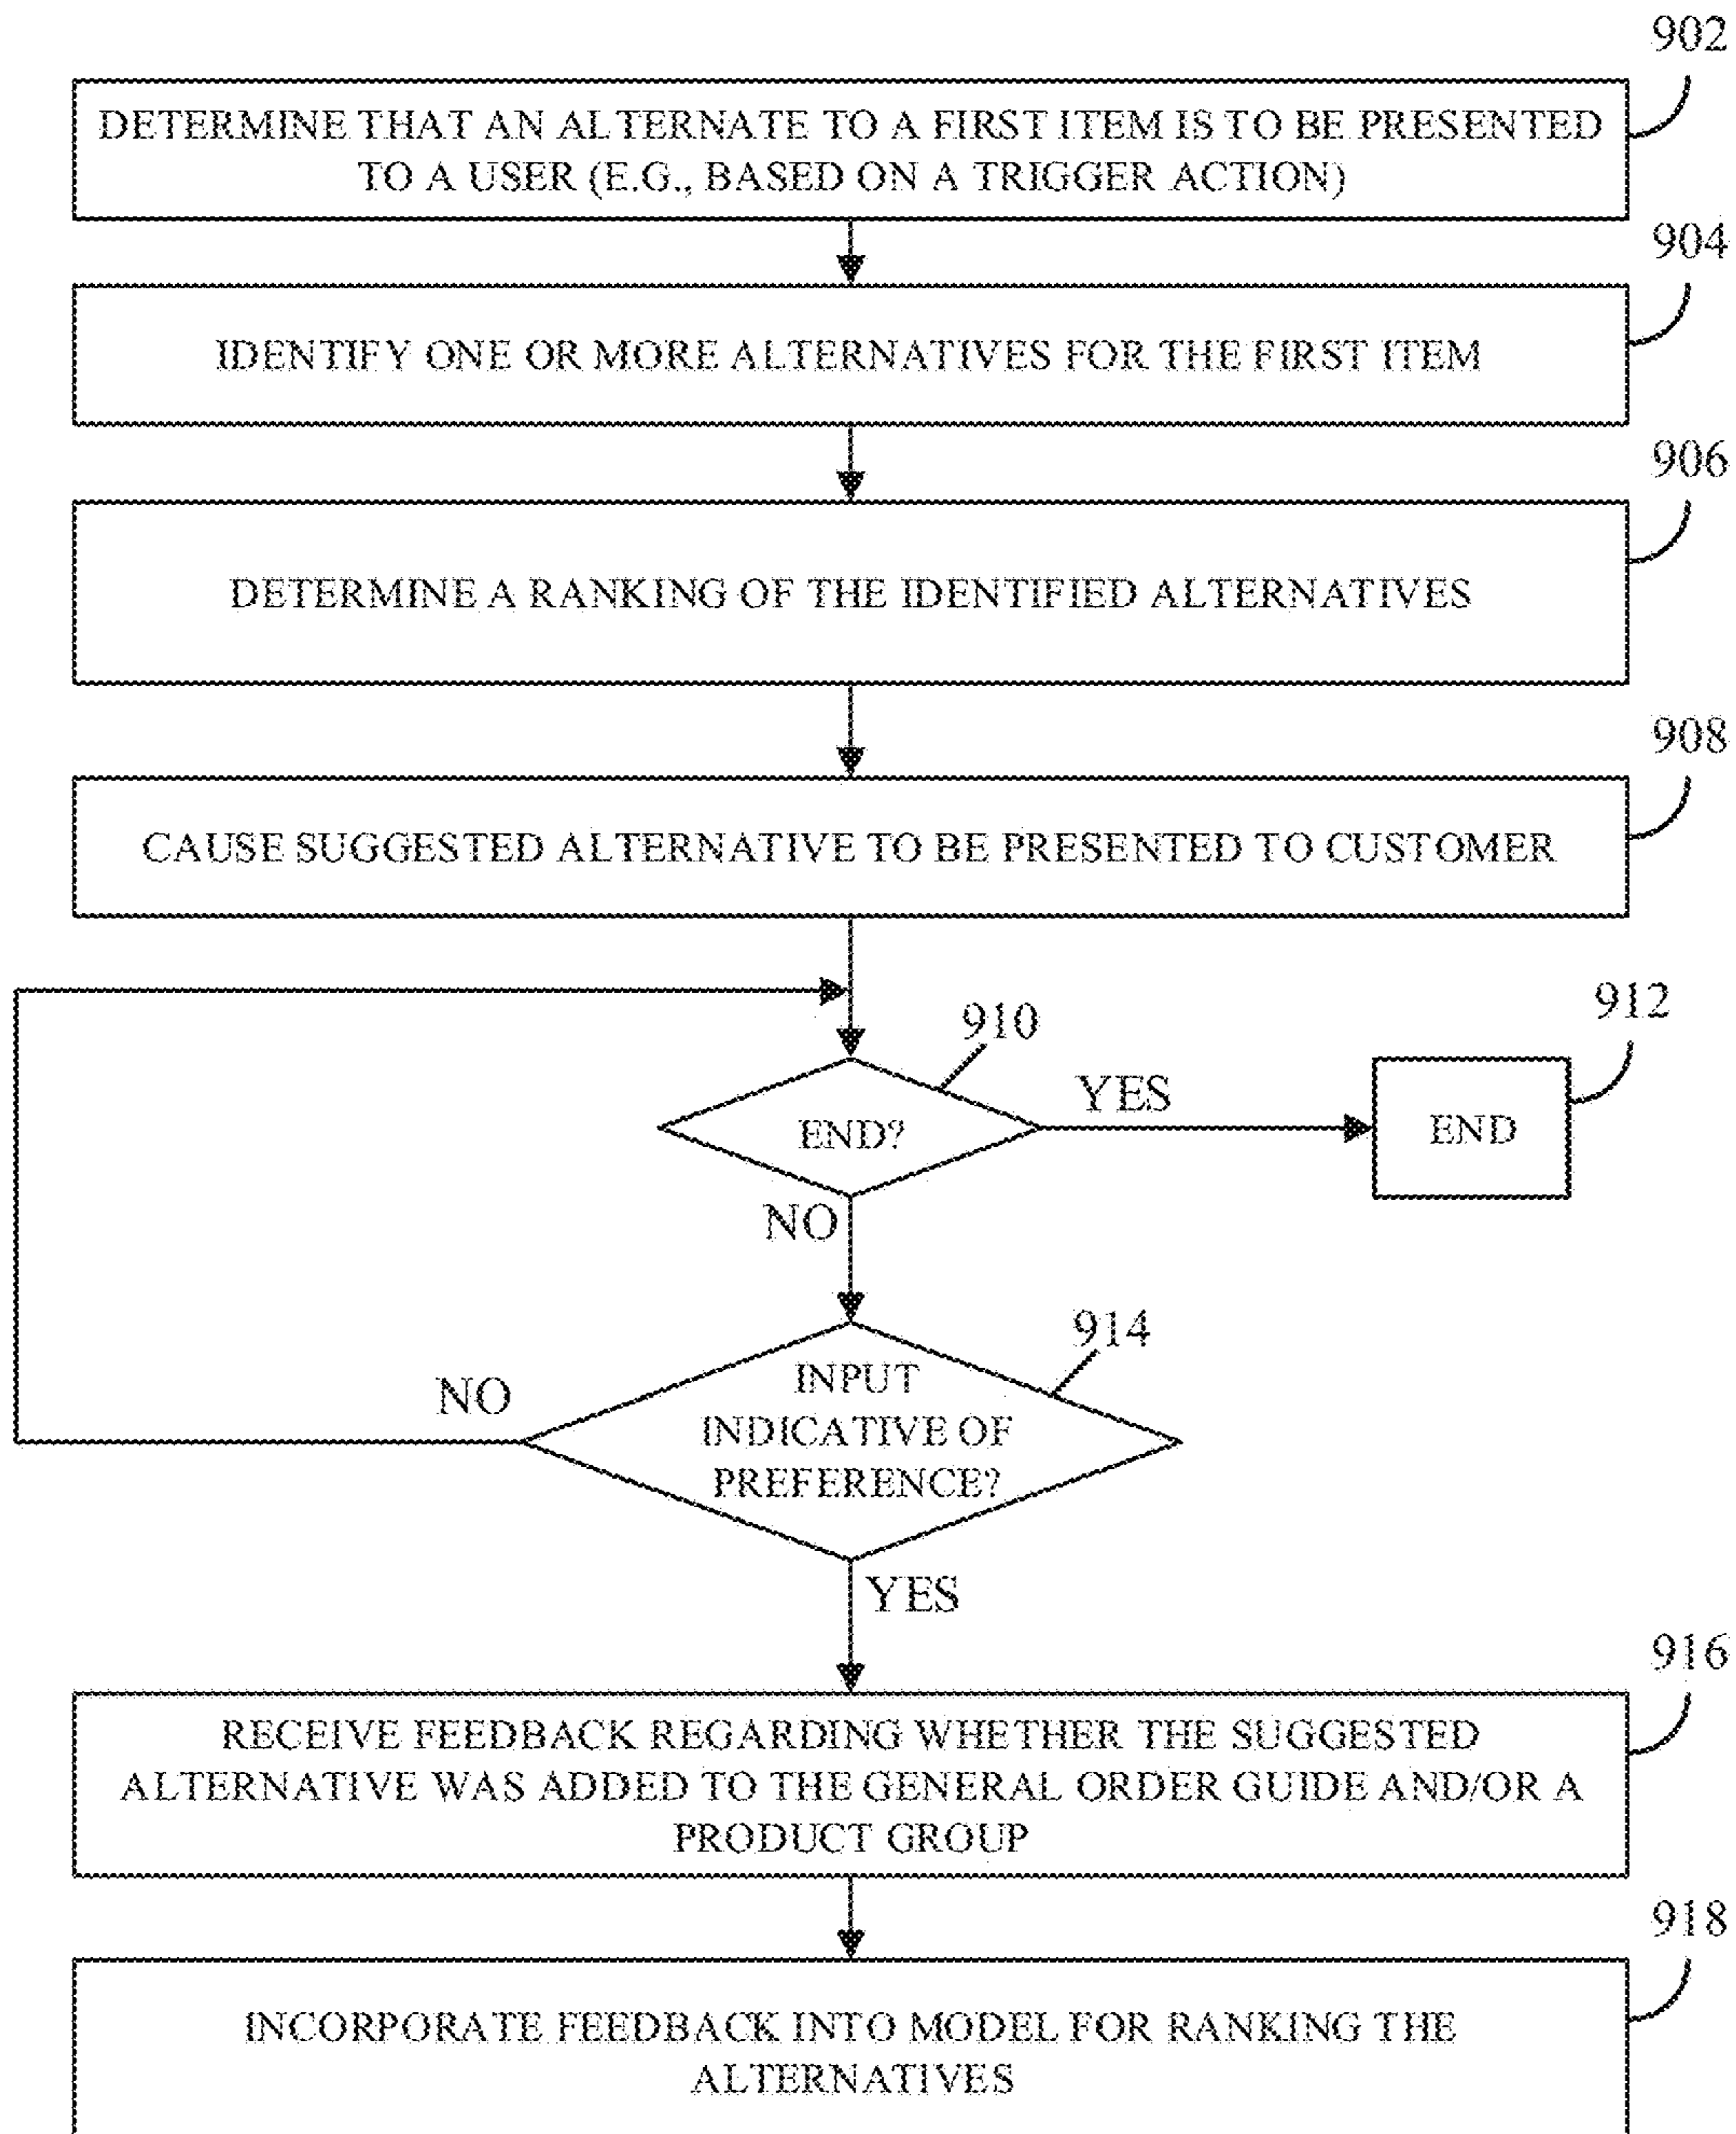 902
DETERMINE THAT AN ALTERNATE TO A FIRST ITEM IS TO BE PRESENTED
TO A USER (E.G., BASED ON A TRIGGER ACTION)
904
IDENTIFY ONE OR MORE ALTERNATIVES FOR THE FIRST ITEM
906
DETERMINE A RANKING OF THE IDENTIFIED ALTERNATIVES
908
CAUSE SUGGESTED ALTERNATIVE TO BE PRESENTED TO CUSTOMER
910
912
YES
END?
END
NO
914
NO
INPUT
INDICATIVE OF
PREFERENCE?
YES
916
RECEIVE FEEDBACK REGARDING WHETHER THE SUGGESTED
ALTERNATIVE WAS ADDED TO THE GENERAL ORDER GUIDE AND/OR A
PRODUCT GROUP
918
INCORPORATE FEEDBACK INTO MODEL FOR RANKING THE
ALTERNATIVES